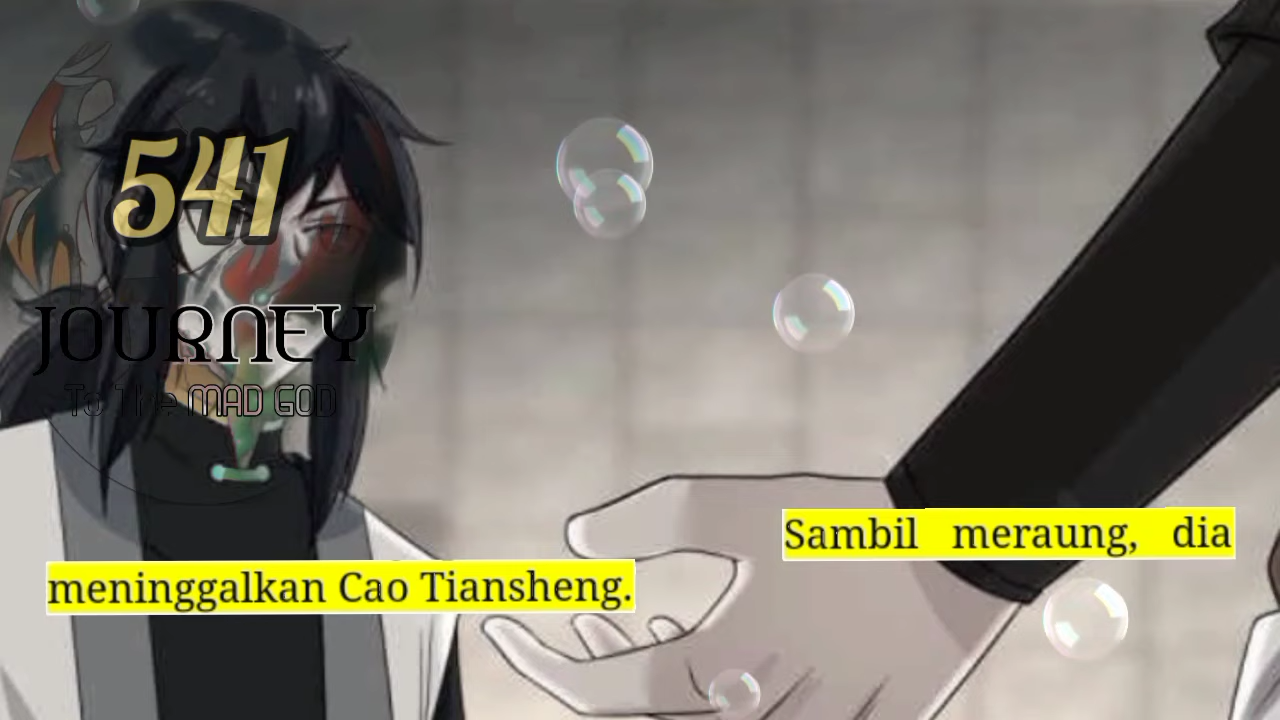 541
JOURNEY
To The MAD GOD
Sambil meraung, dia
meninggalkan Cao Tiansheng.